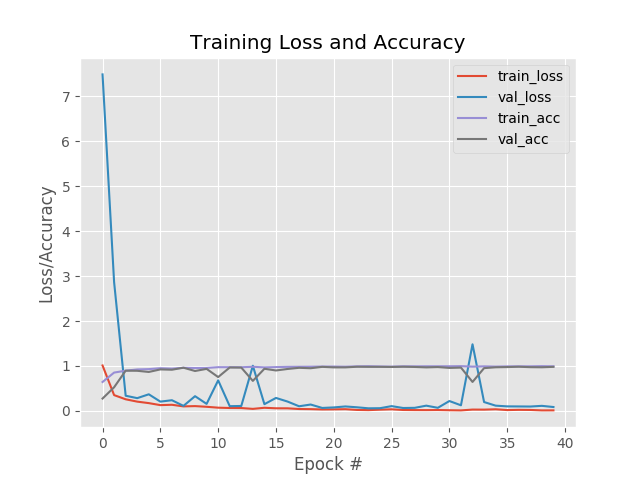 Training Loss and Accuracy
train_loss
val_loss
train_acc
val_acc
7
6
5
4
3
2
1
0
Loss/Accuracy
0 5 10 15 20 25 30 35 40
Epock #